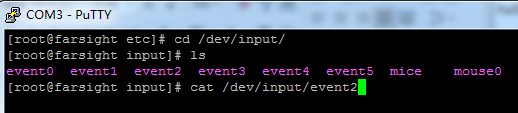 COM3 - PuTTY
[root@farsight etc]# cd /dev/input/
[root@farsight input]# ls
event0  event1  event2  event3  event4  event5  mice    mouse0
[root@farsight input]# cat /dev/input/event2